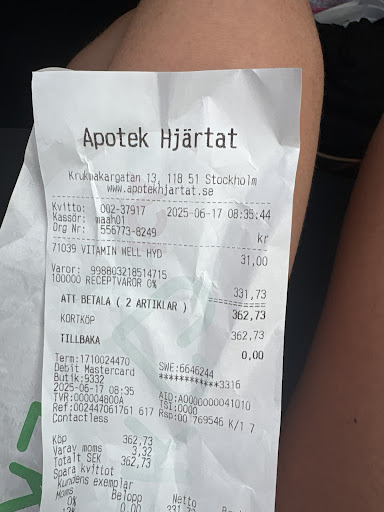 Apotek Hjärtat
Krukmakargatan 13, 118 51 Stockholm
www.apotekhjartat.se
Kvitto: 002-37917 2025-06-17 08:35:44
Kassör: maah01
Org Nr: 556773-8249 kr
71039 VITAMIN WELL HYD 31,00
Varor: 998803218514715
100000 RECEPTVAROR 0% 331,73
ATT BETALA ( 2 ARTIKLAR ) 362,73
KORTKÖP 362,73
TILLBAKA 0,00
Term:1710024470 SWE:6646244
Debit Mastercard ************3316
Butik:9332
2025-06-17 08:35 AID:A0000000041010
TVR:000004800A TSI:0000
Ref:002447061761 617 Rsp:00 769546 K/1 7
Contactless
Köp 362,73
Varav moms 3,32
Totalt SEK 362,73
Spara kvittot
Kundens exemplar
Moms Belopp Netto
0% 0,00 331,73